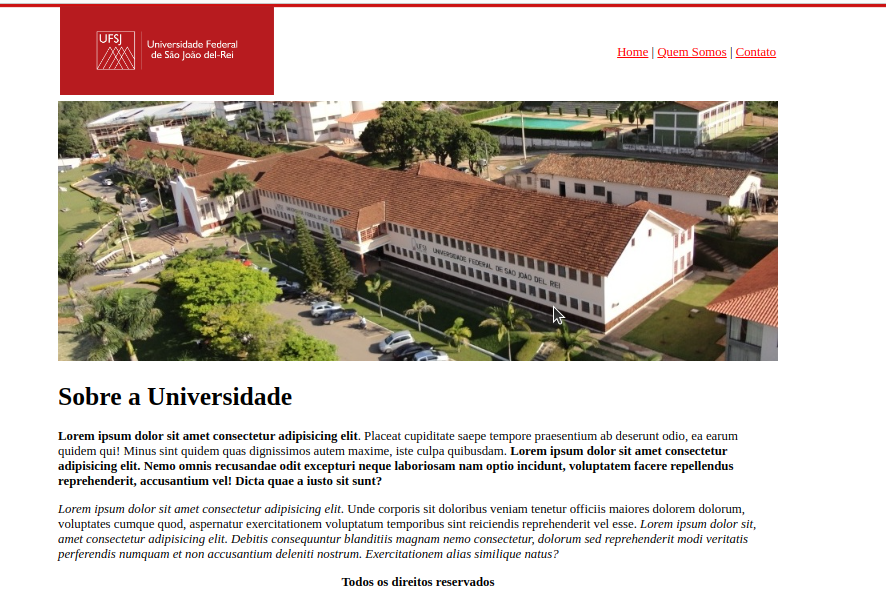 UFSJ
Universidade Federal
de São João del-Rei
Home | Quem Somos | Contato
UFSJ UNIVERSIDADE FEDERAL DE SÃO JOÃO DEL REI
Sobre a Universidade
Lorem ipsum dolor sit amet consectetur adipisicing elit. Placeat cupiditate saepe tempore praesentium ab deserunt odio, ea earum
quidem qui! Minus sint quidem quas dignissimos autem maxime, iste culpa quibusdam. Lorem ipsum dolor sit amet consectetur
adipisicing elit. Nemo omnis recusandae odit excepturi neque laboriosam nam optio incidunt, voluptatem facere repellendus
reprehenderit, accusantium vel! Dicta quae a iusto sit sunt?
Lorem ipsum dolor sit amet consectetur adipisicing elit. Unde corporis sit doloribus veniam tenetur officiis maiores dolorem dolorum,
voluptates cumque quod, aspernatur exercitationem voluptatum temporibus sint reiciendis reprehenderit vel esse. Lorem ipsum dolor sit,
amet consectetur adipisicing elit. Debitis consequuntur blanditiis magnam nemo consectetur, dolorum sed reprehenderit modi veritatis
perferendis numquam et non accusantium deleniti nostrum. Exercitationem alias similique natus?
Todos os direitos reservados